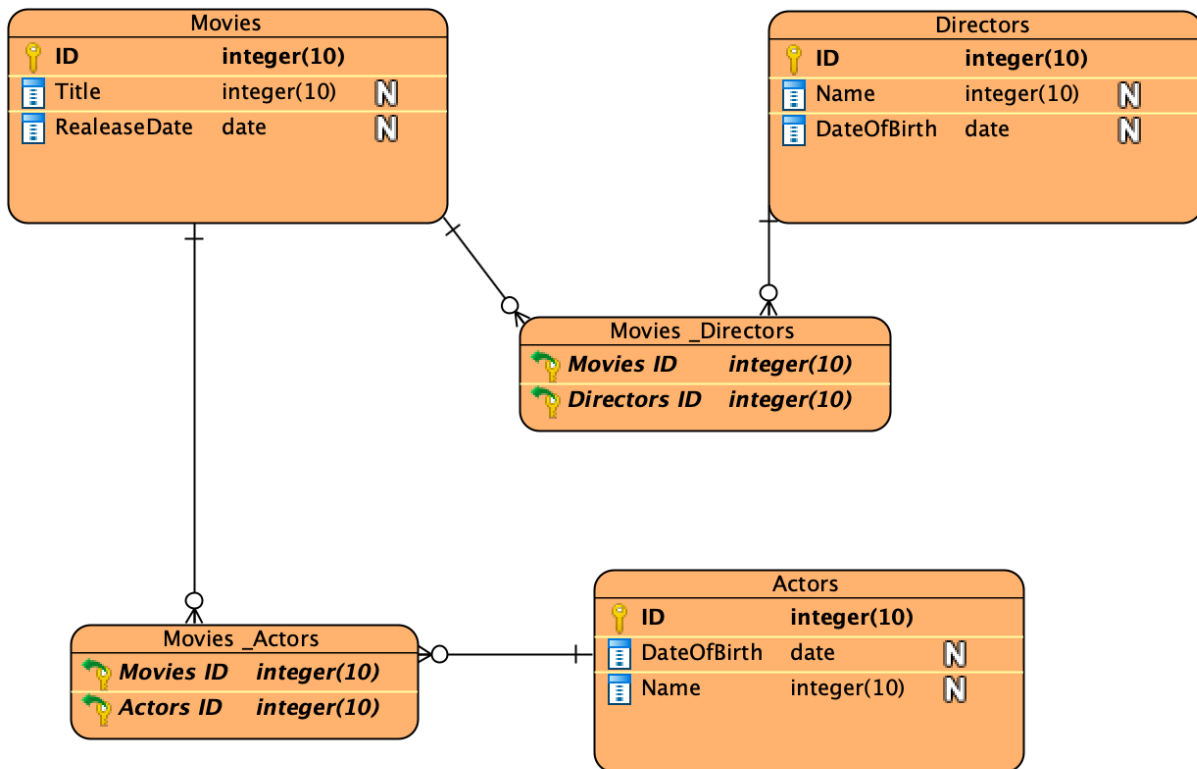 Movies
ID integer(10)
Title integer(10) N
RealeaseDate date N
Directors
ID integer(10)
Name integer(10) N
DateOfBirth date N
Movies _Directors
Movies ID integer(10)
Directors ID integer(10)
Movies _Actors
Movies ID integer(10)
Actors ID integer(10)
Actors
ID integer(10)
DateOfBirth date N
Name integer(10) N